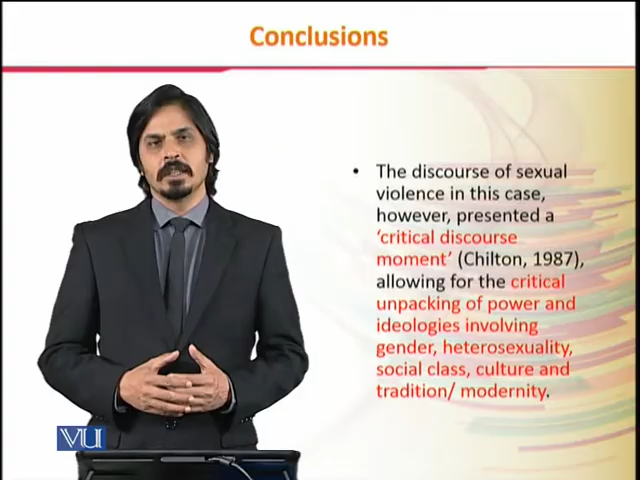 Conclusions
• The discourse of sexual
violence in this case,
however, presented a
‘critical discourse
moment’ (Chilton, 1987),
allowing for the critical
unpacking of power and
ideologies involving
gender, heterosexuality,
social class, culture and
tradition/ modernity.
VU